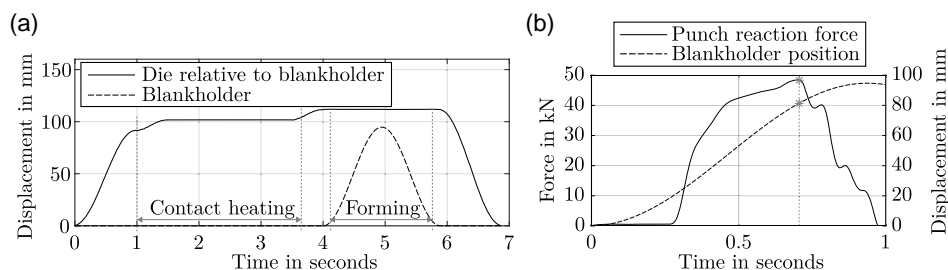 (a)
Displacement in mm
150
100
50
0
Die relative to blankholder
Blankholder
Contact heating
Forming
0 1 2 3 4 5 6 7
Time in seconds
(b)
Punch reaction force
Blankholder position
Force in kN
50
40
30
20
10
0
100
80
60
40
20
0
Displacement in mm
0 0.5 1
Time in seconds